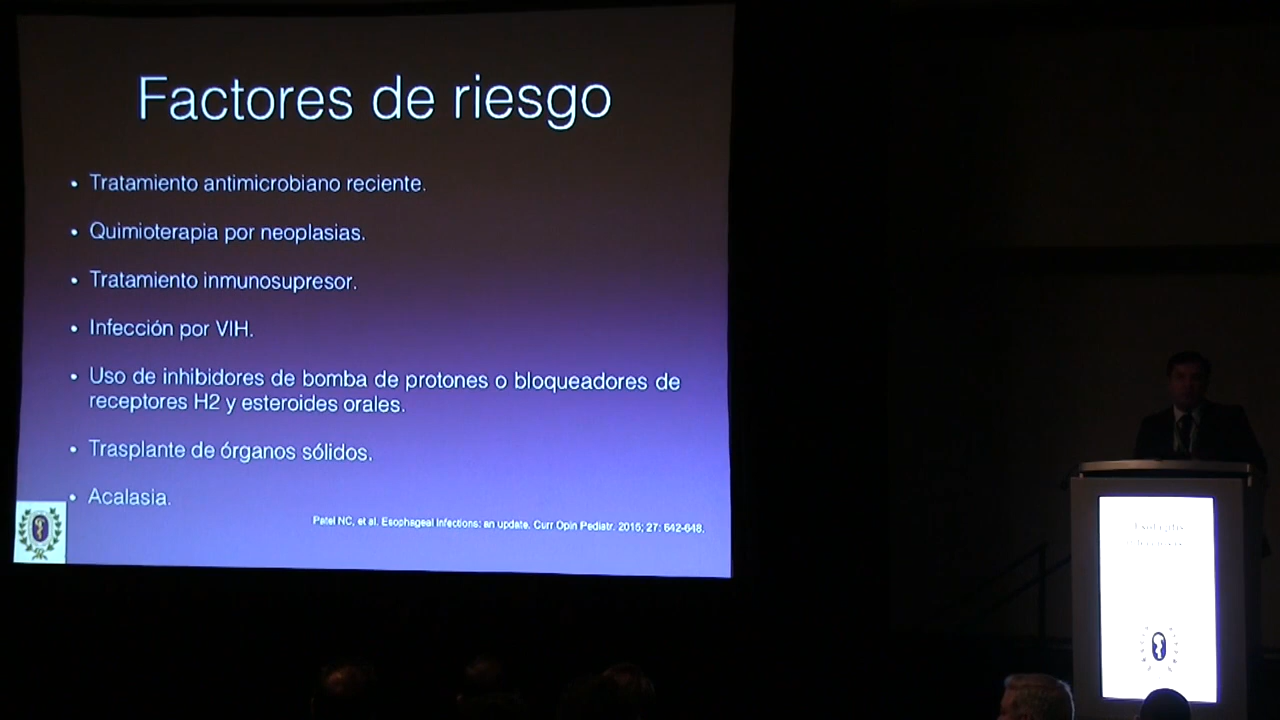 Factores de riesgo
• Tratamiento antimicrobiano reciente.
• Quimioterapia por neoplasias.
• Tratamiento inmunosupresor.
• Infección por VIH.
• Uso de inhibidores de bomba de protones o bloqueadores de
receptores H2 y esteroides orales.
• Trasplante de órganos sólidos.
• Acalasia.
Patel NC, et al. Esophageal Infections: an update. Curr Opin Pediatr. 2015; 27: 642-648.
Esofagitis